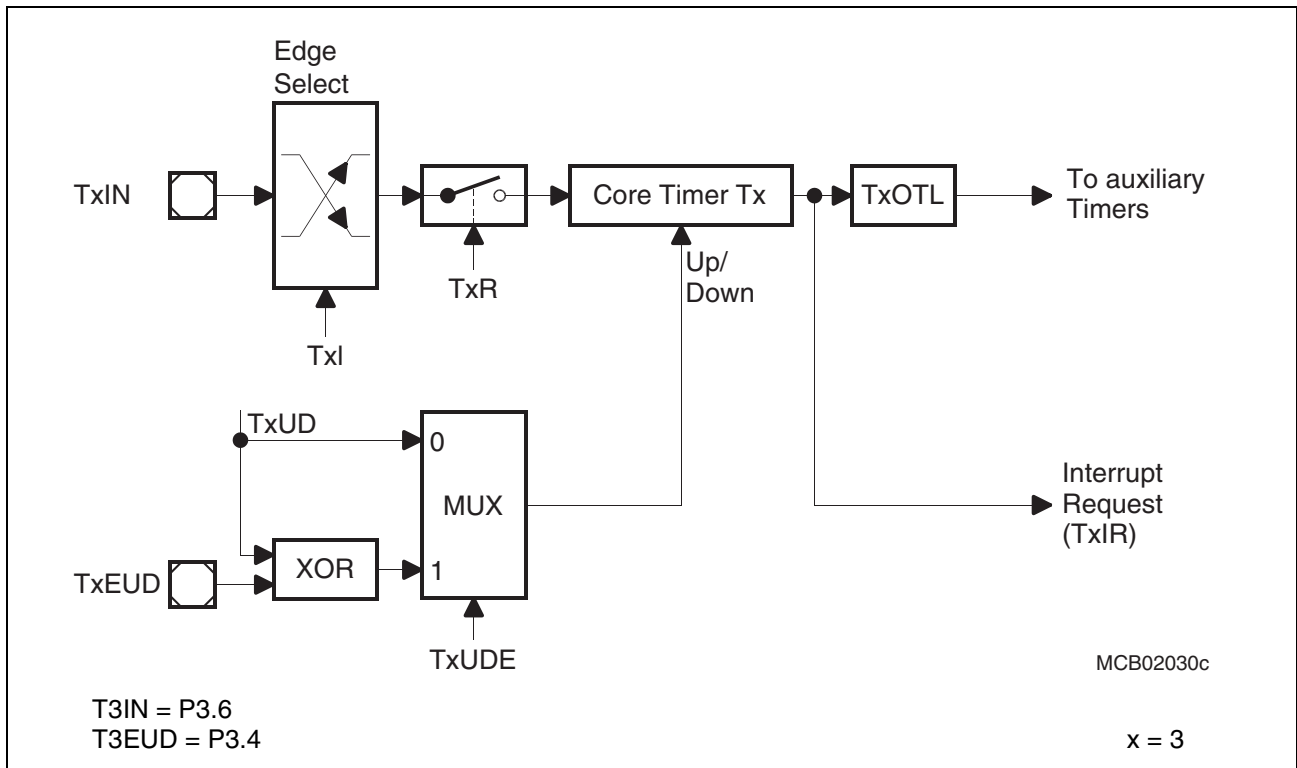 Edge
Select
TxIN
Core Timer Tx
TxOTL
To auxiliary
Timers
TxR
Up/
Down
TxI
TxUD
0
MUX
Interrupt
Request
(TxIR)
XOR
1
TxEUD
TxUDE
MCB02030c
T3IN = P3.6
T3EUD = P3.4
x = 3